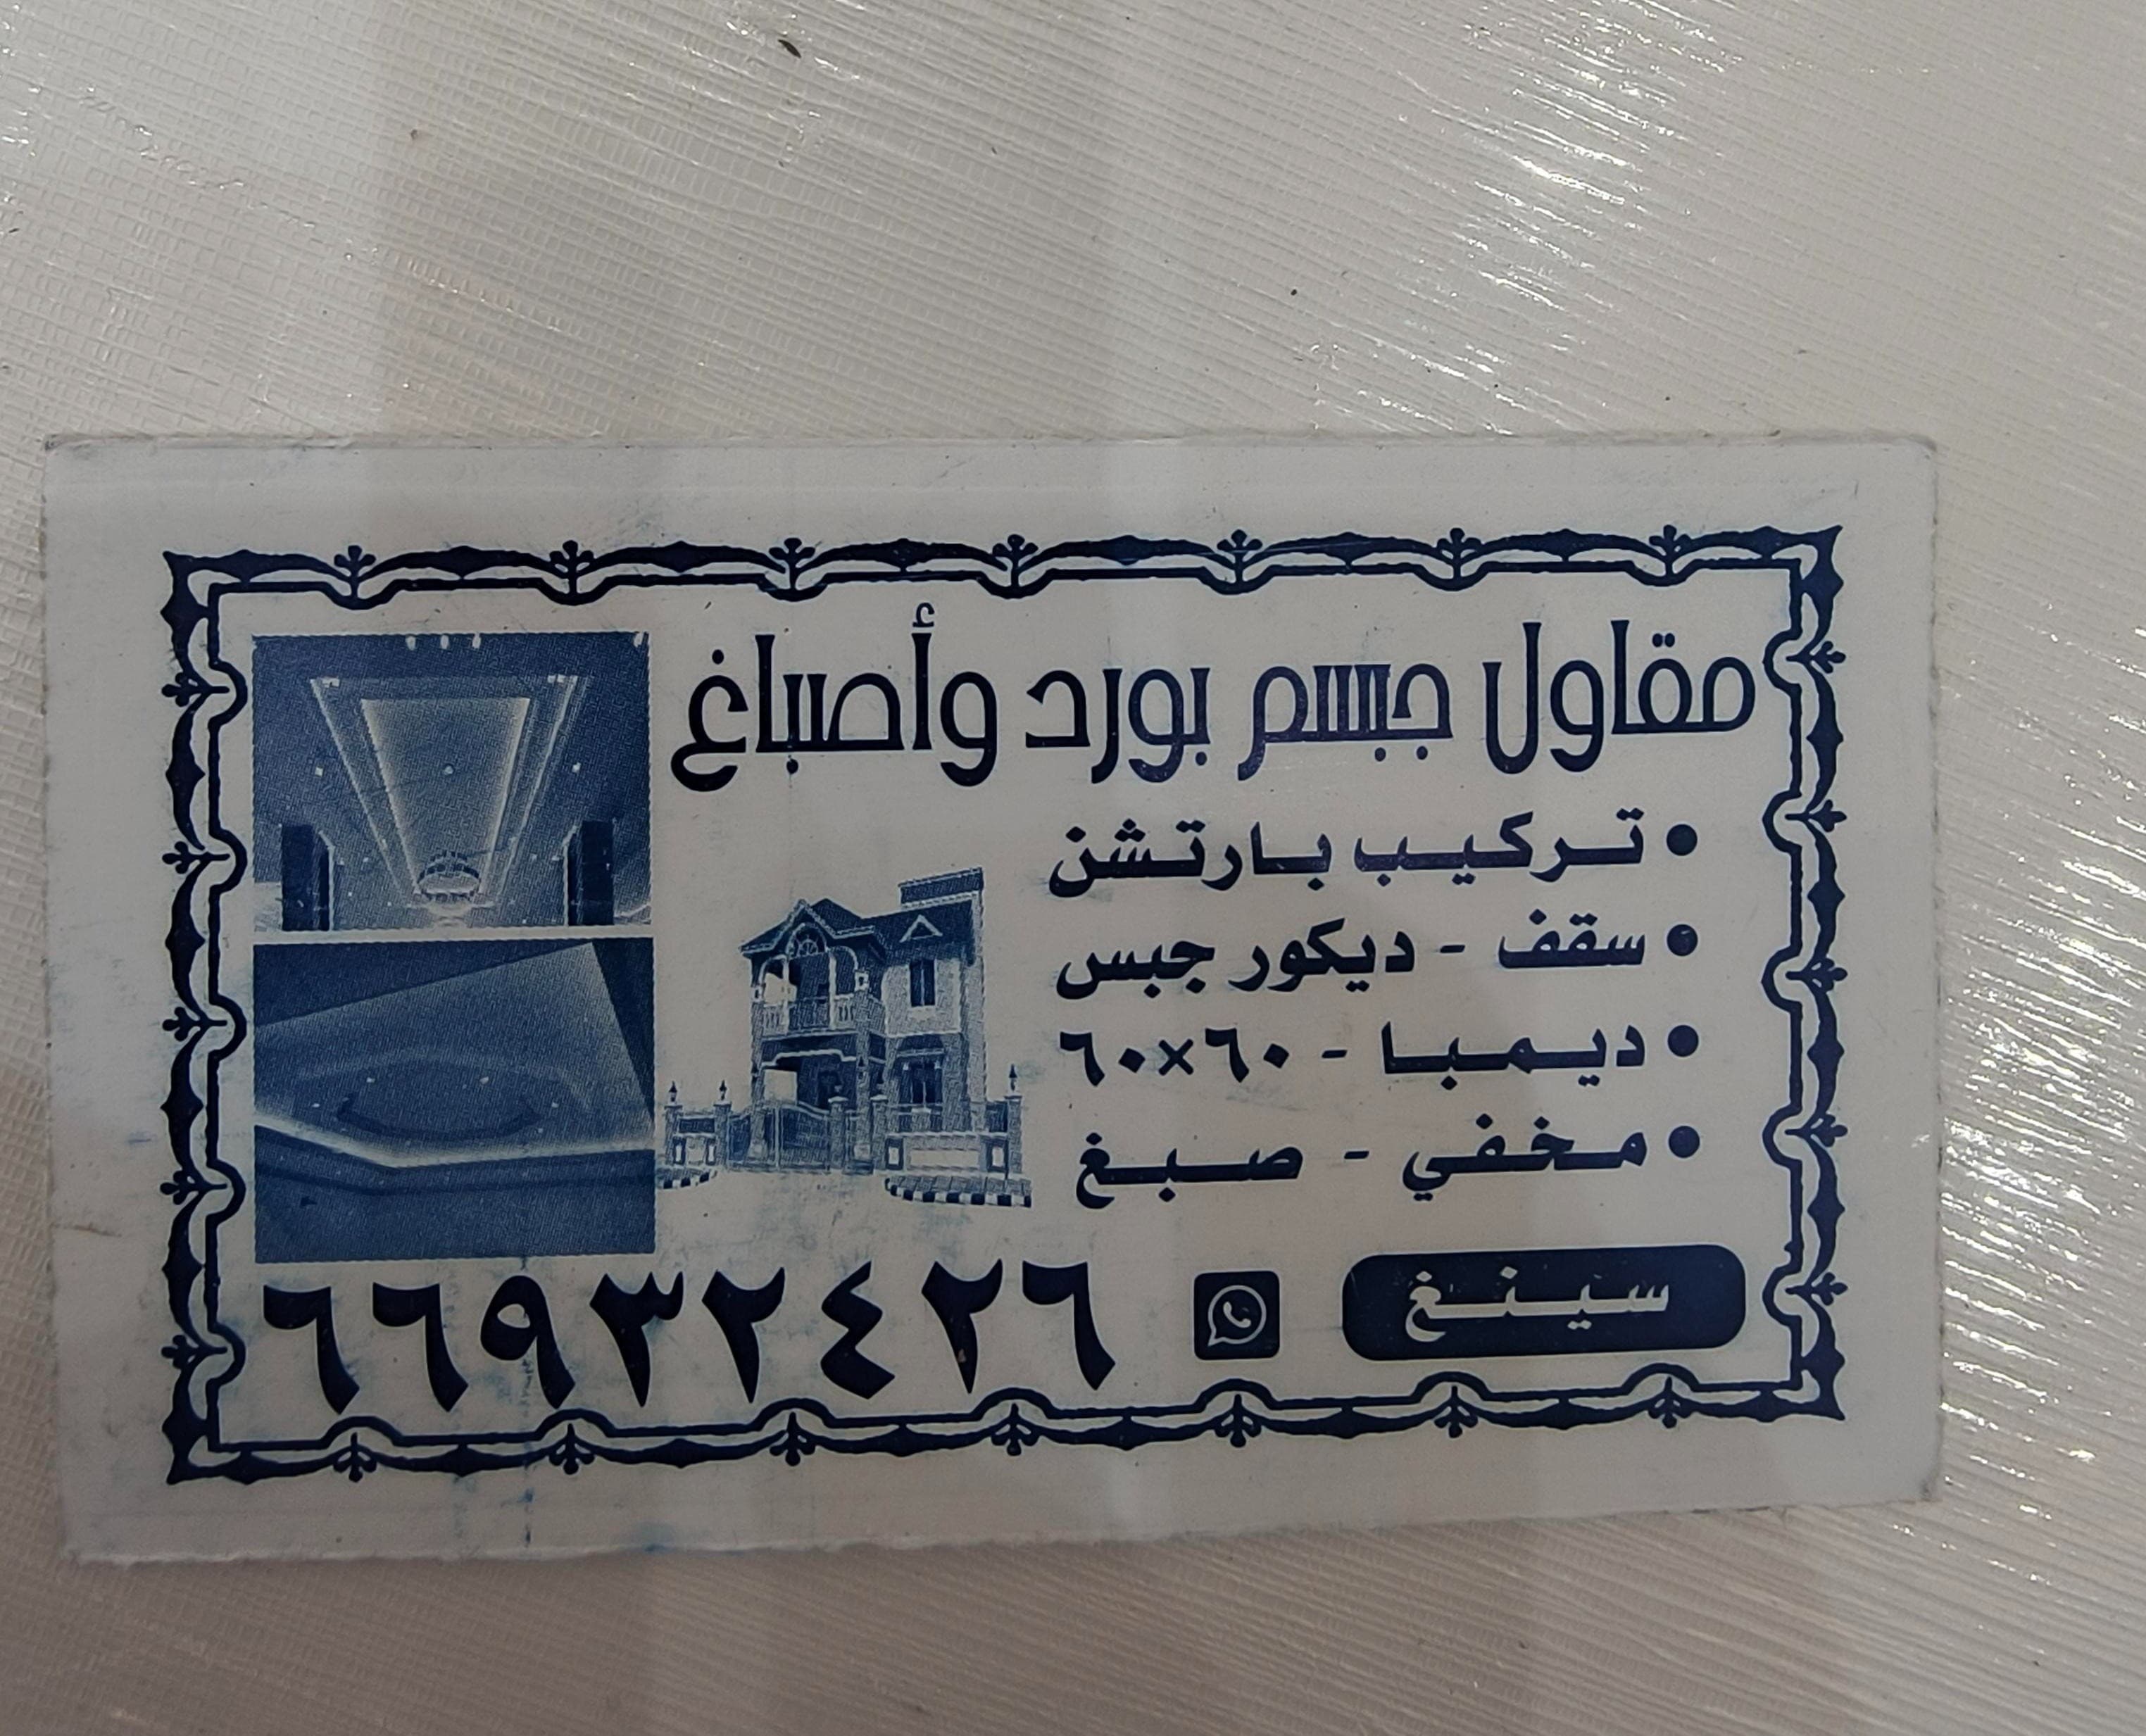 مقاول جبسم بورد وأصباغ
• تركيب بارتشن
• سقف - ديكور جبس
• ديمبا - ٦٠×٦٠
• مخفي - صبغ
سينغ
٦٦٩٣٢٤٢٦